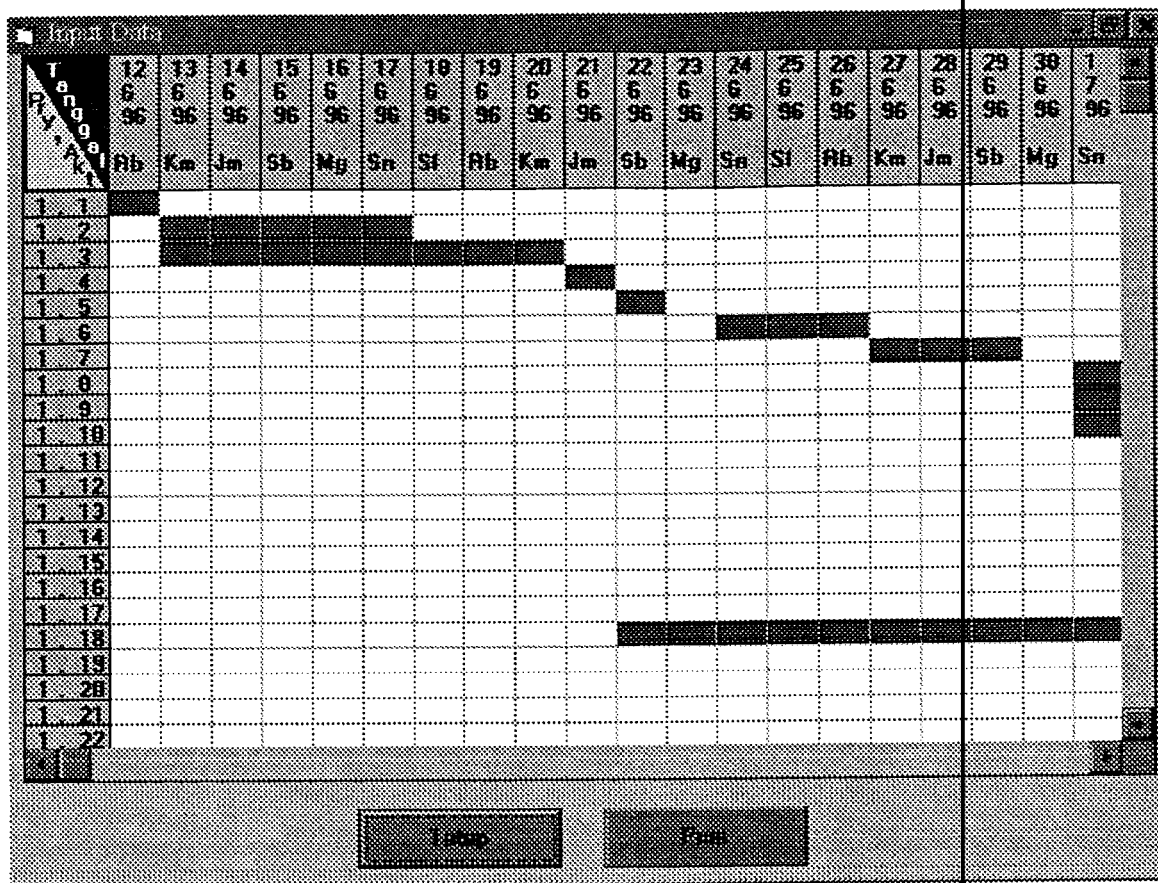 Input Data
Tanggal
Pry, Akt
12 13 14 15 16 17 18 19 20 21 22 23 24 25 26 27 28 29 30 1
6 6 6 6 6 6 6 6 6 6 6 6 6 6 6 6 6 6 6 7
96 96 96 96 96 96 96 96 96 96 96 96 96 96 96 96 96 96 96 96
Rb Km Jm Sb Mg Sn Sl Rb Km Jm Sb Mg Sn Sl Rb Km Jm Sb Mg Sn
1 . 1
1 . 2
1 . 3
1 . 4
1 . 5
1 . 6
1 . 7
1 . 8
1 . 9
1 . 10
1 . 11
1 . 12
1 . 13
1 . 14
1 . 15
1 . 16
1 . 17
1 . 18
1 . 19
1 . 20
1 . 21
1 . 22
Tutup